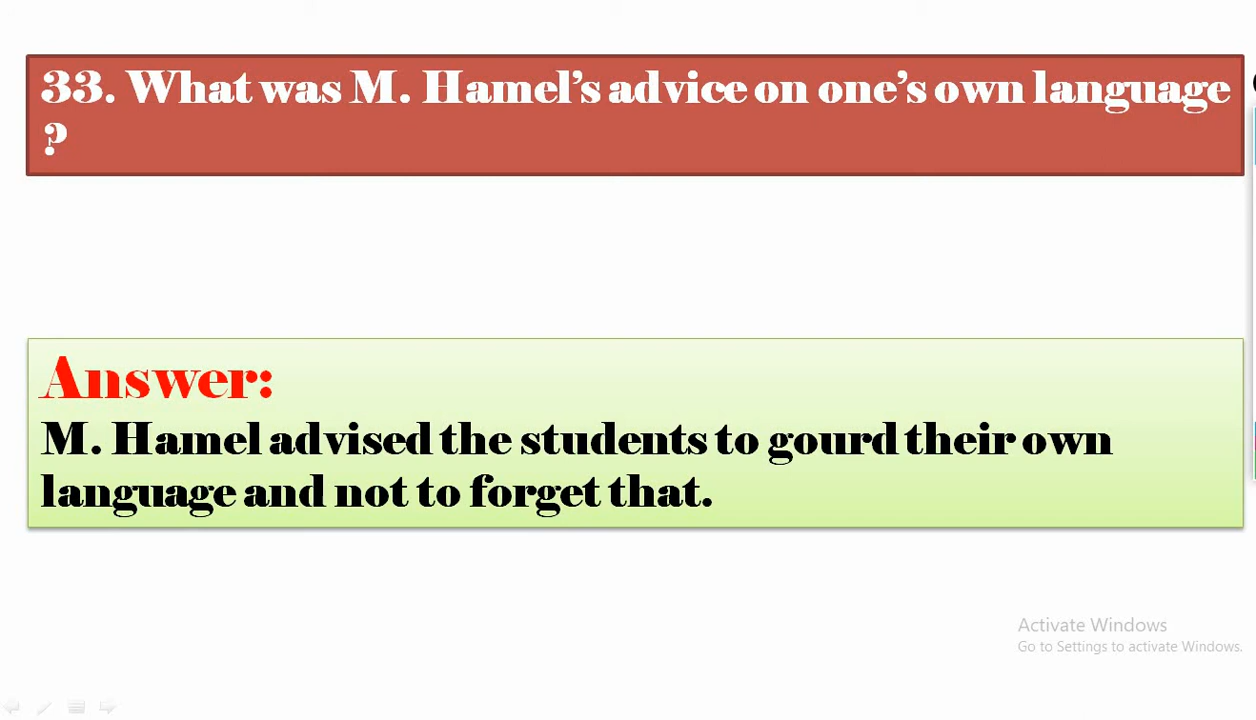 33. What was M. Hamel’s advice on one’s own language
?
Answer:
M. Hamel advised the students to gourd their own
language and not to forget that.
Activate Windows
Go to Settings to activate Windows.